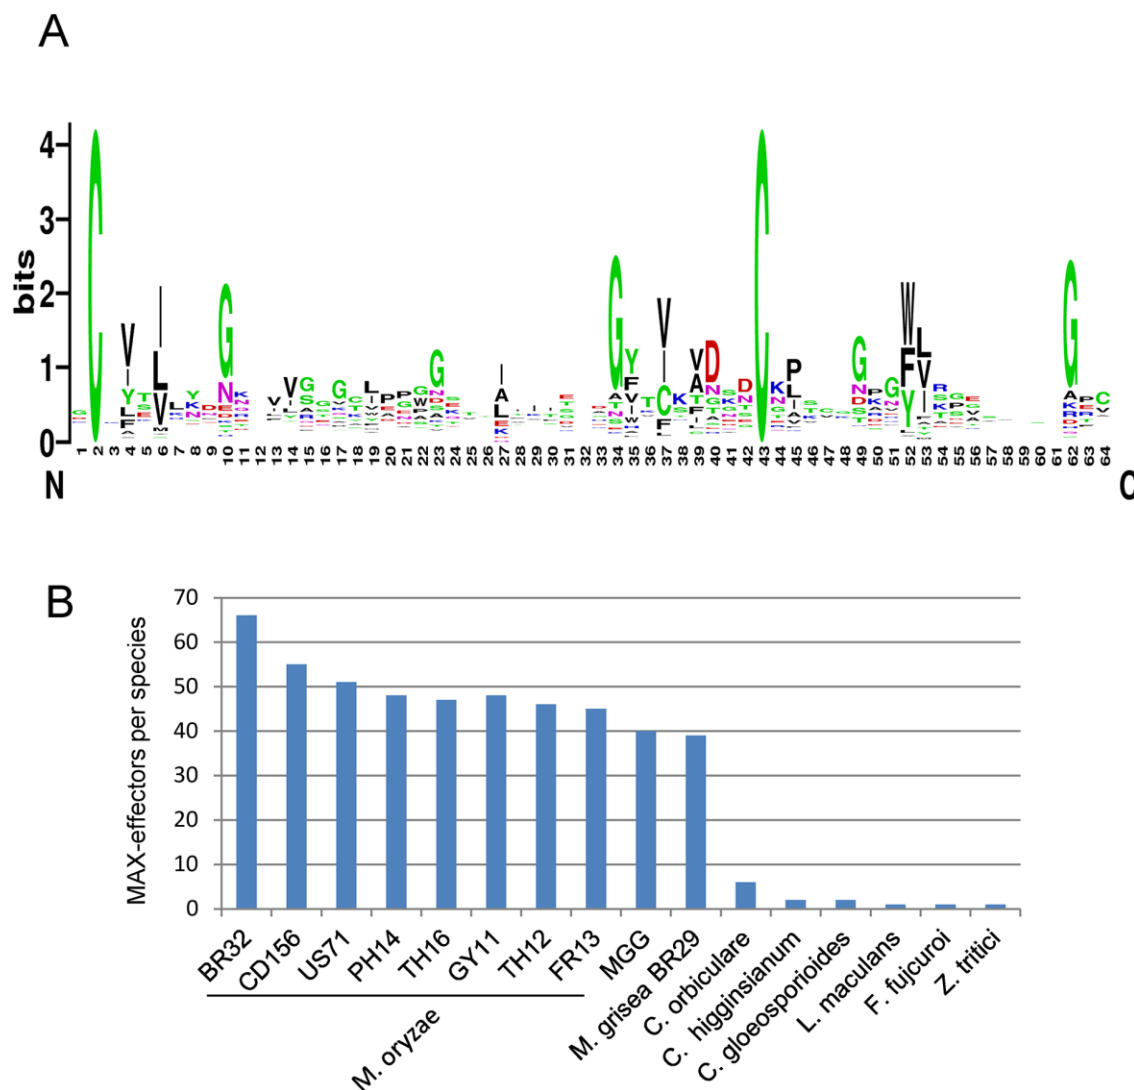 A
bits
4
3
2
1
0
1 2 3 4 5 6 7 8 9 10 11 12 13 14 15 16 17 18 19 20 21 22 23 24 25 26 27 28 29 30 31 32 33 34 35 36 37 38 39 40 41 42 43 44 45 46 47 48 49 50 51 52 53 54 55 56 57 58 59 60 61 62 63 64
N C
B
MAX-effectors per species
70
60
50
40
30
20
10
0
BR32
CD156
US71
PH14
TH16
GY11
TH12
FR13
MGG
M. grisea BR29
C. orbiculare
C. higginsianum
C. gloeosporioides
L. maculans
F. fujcuroi
Z. tritici
M. oryzae